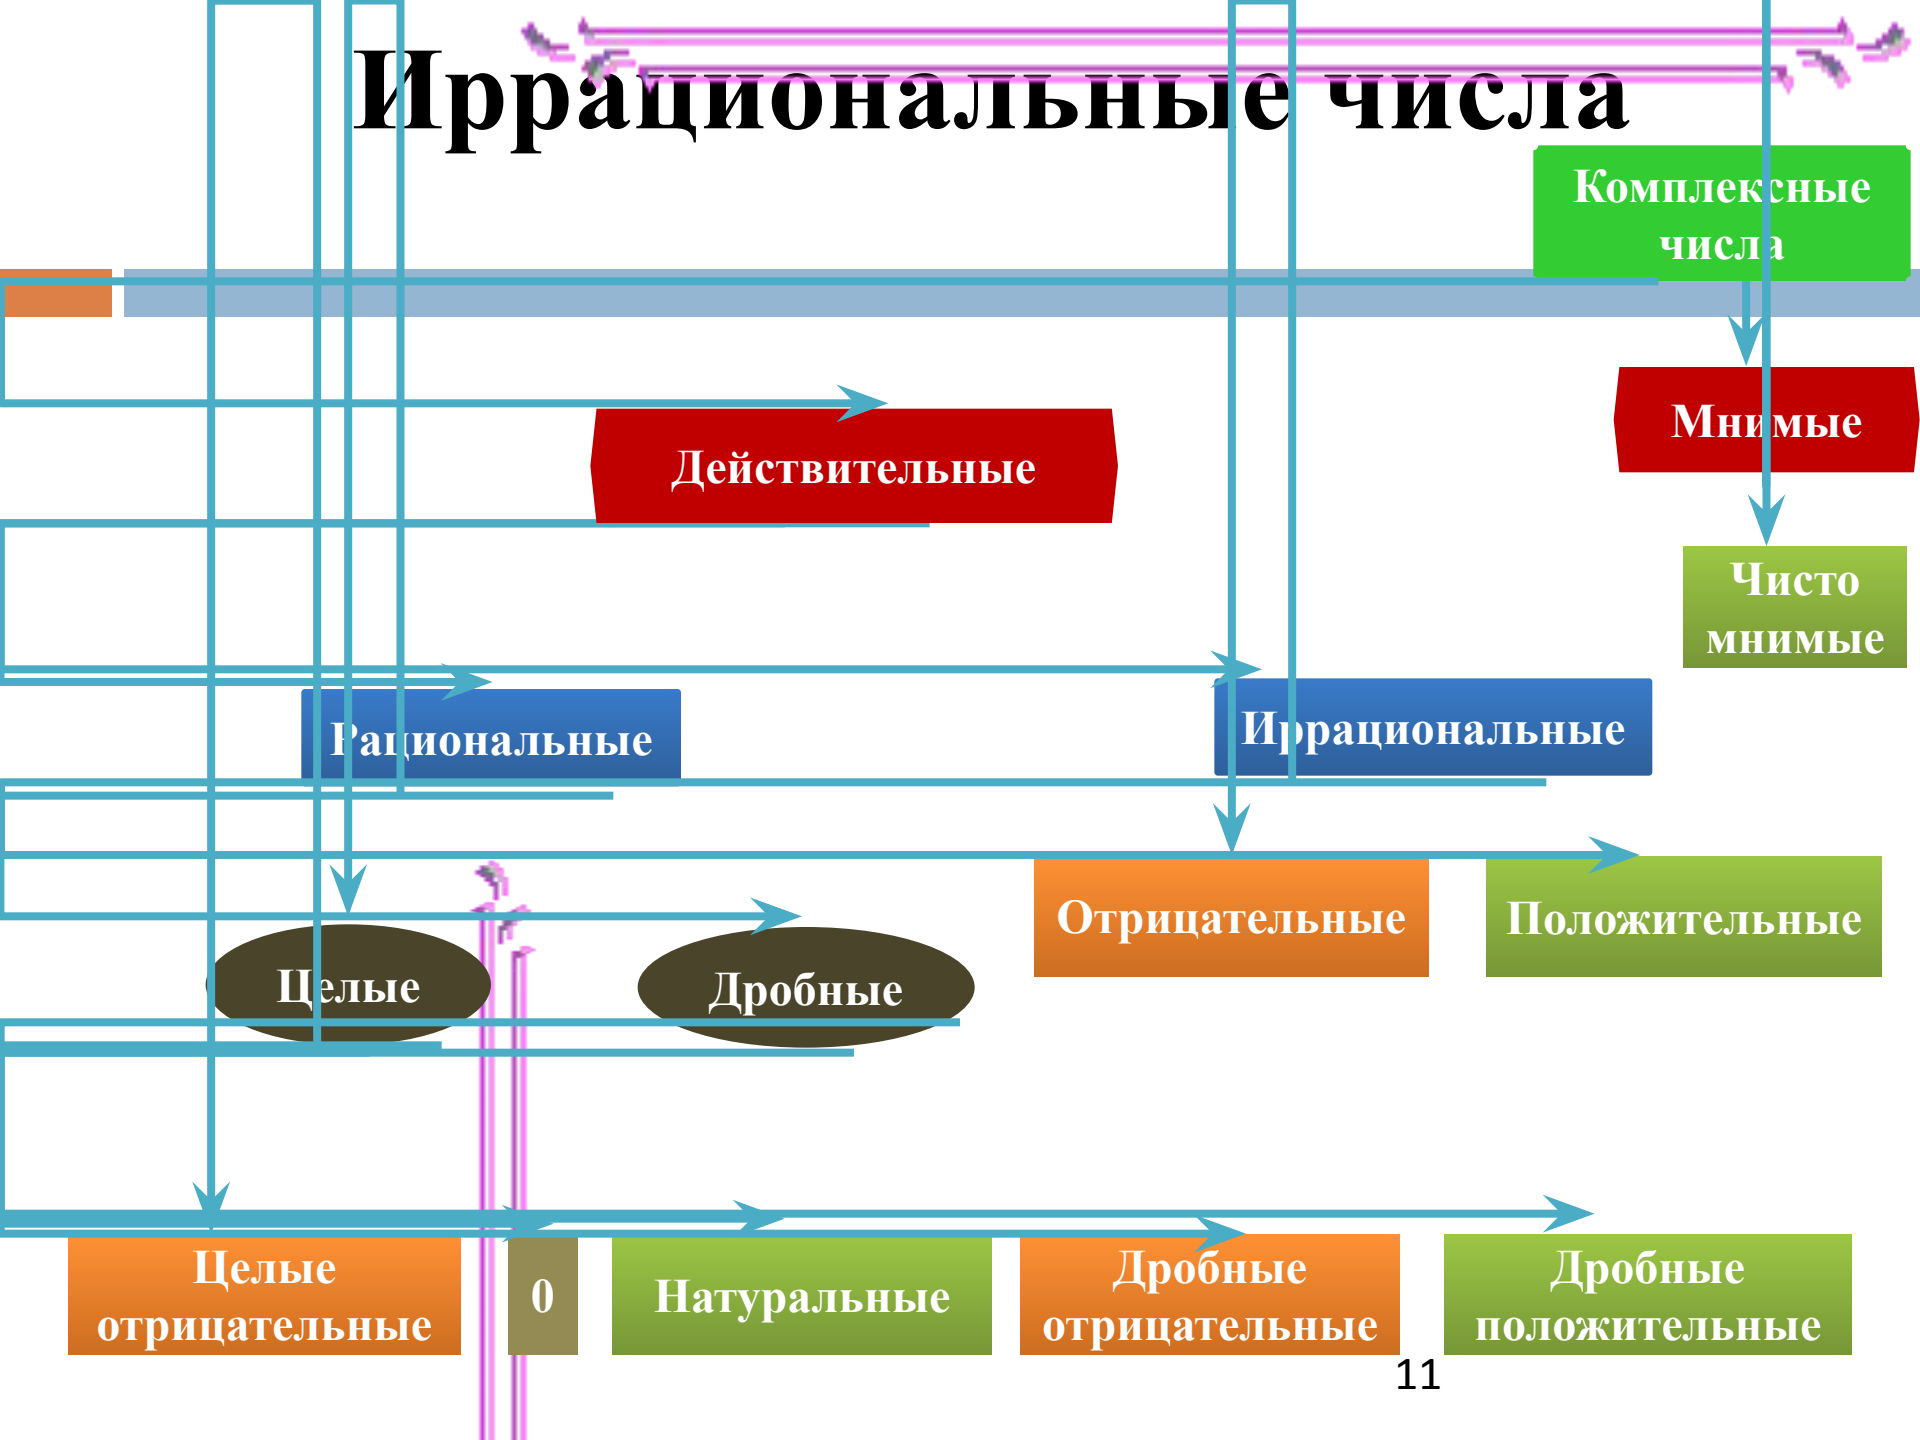 Иррациональные числа
Комплексные
числа
Мнимые
Действительные
Чисто
мнимые
Рациональные
Иррациональные
Отрицательные
Положительные
Целые
Дробные
Целые
отрицательные
0
Натуральные
Дробные
отрицательные
Дробные
положительные
11